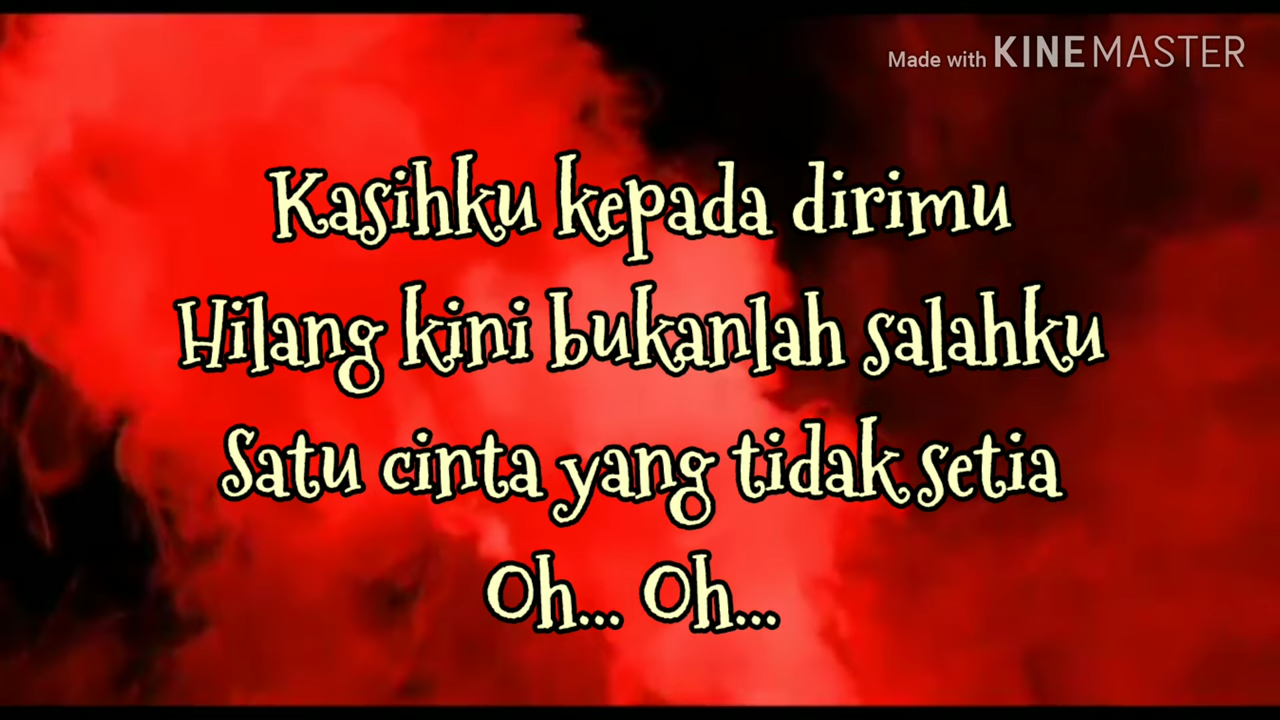 Made with KINEMASTER
Kasihku kepada dirimu
Hilang kini bukanlah salahku
Satu cinta yang tidak setia
Oh... Oh...